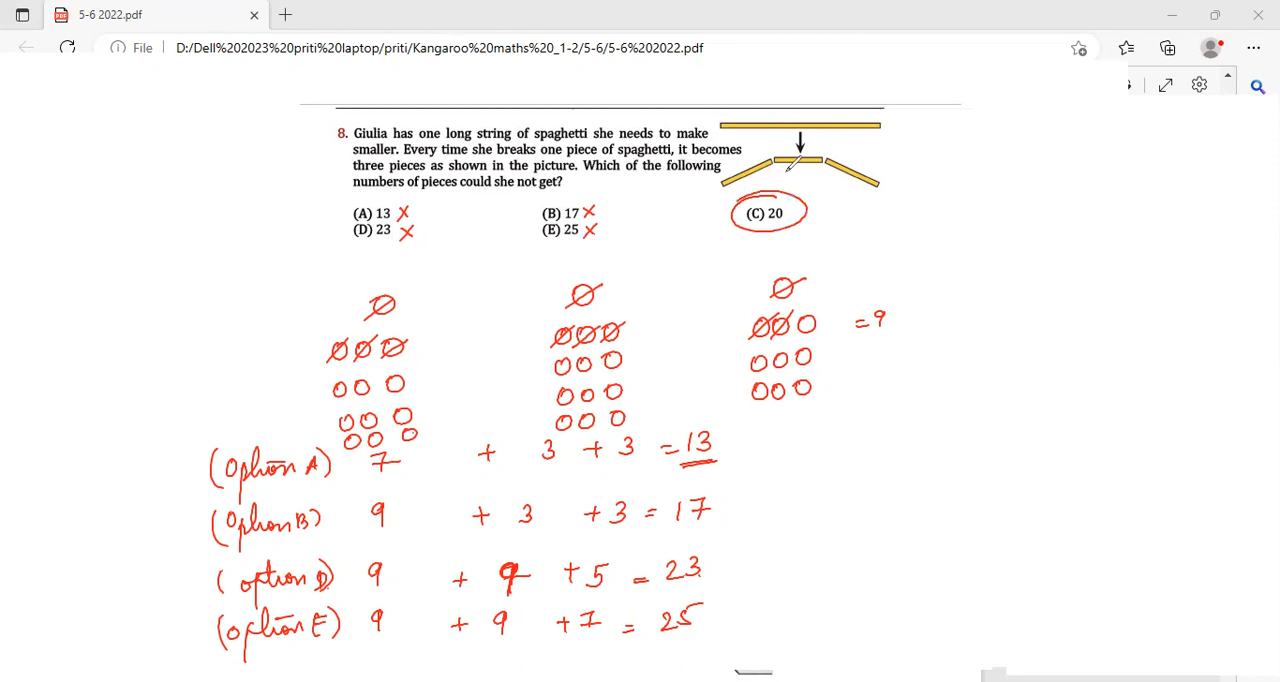 5-6 2022.pdf
File D:/Dell%202023%20priti%20laptop/priti/Kangaroo%20maths%20_1-2/5-6/5-6%202022.pdf
8. Giulia has one long string of spaghetti she needs to make
smaller. Every time she breaks one piece of spaghetti, it becomes
three pieces as shown in the picture. Which of the following
numbers of pieces could she not get?
(A) 13 X (B) 17 X (C) 20
(D) 23 X (E) 25 X
= 9
(Option A) 7 + 3 + 3 = 13
(Option B) 9 + 3 + 3 = 17
(option D) 9 + 9 + 5 = 23
(option E) 9 + 9 + 7 = 25